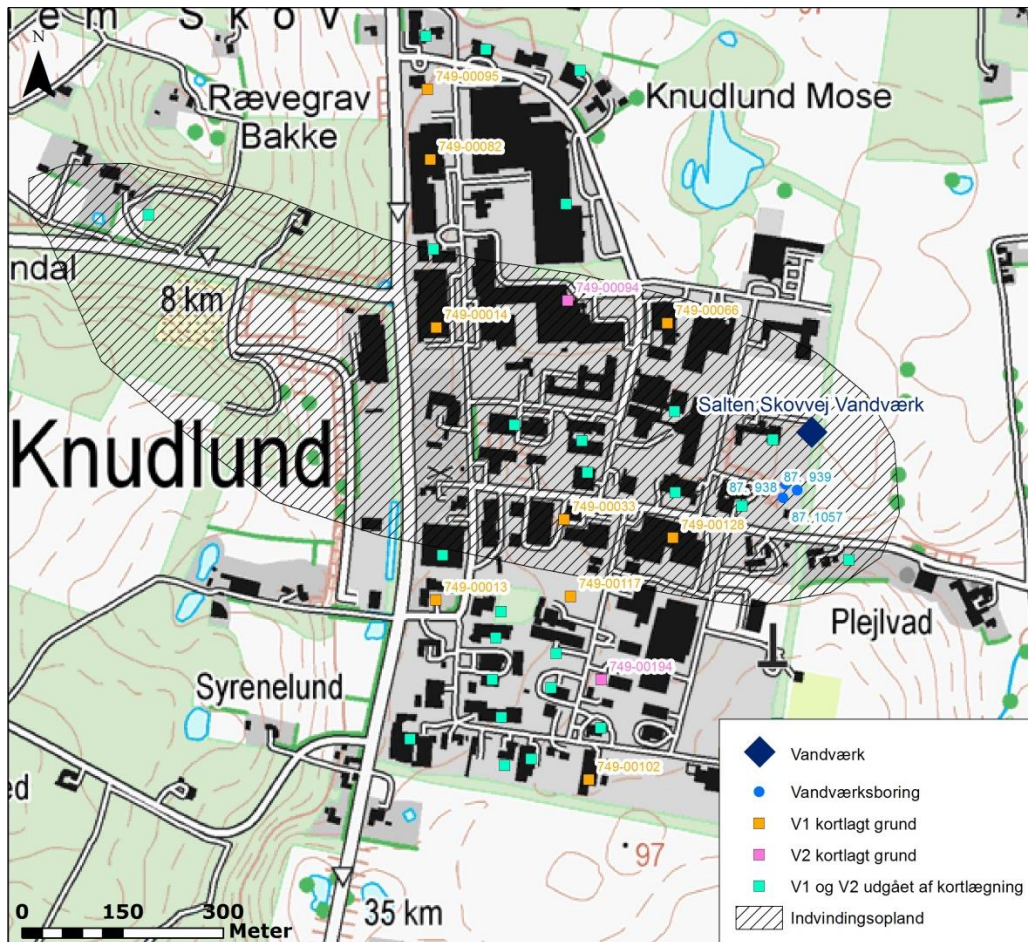 em Skov
N
749-00095
Rævegrav
Bakke
Knudlund Mose
749-00082
ndal
8 km
749-00094
749-00014
749-00066
Salten Skovvej Vandværk
Knudlund
87. 939
87. 938
87. 1057
749-00033
749-00128
749-00117
749-00013
Plejlvad
749-00194
Syrenelund
749-00102
ed
97
35 km
0 150 300
Meter
Vandværk
Vandværksboring
V1 kortlagt grund
V2 kortlagt grund
V1 og V2 udgået af kortlægning
Indvindingsopland